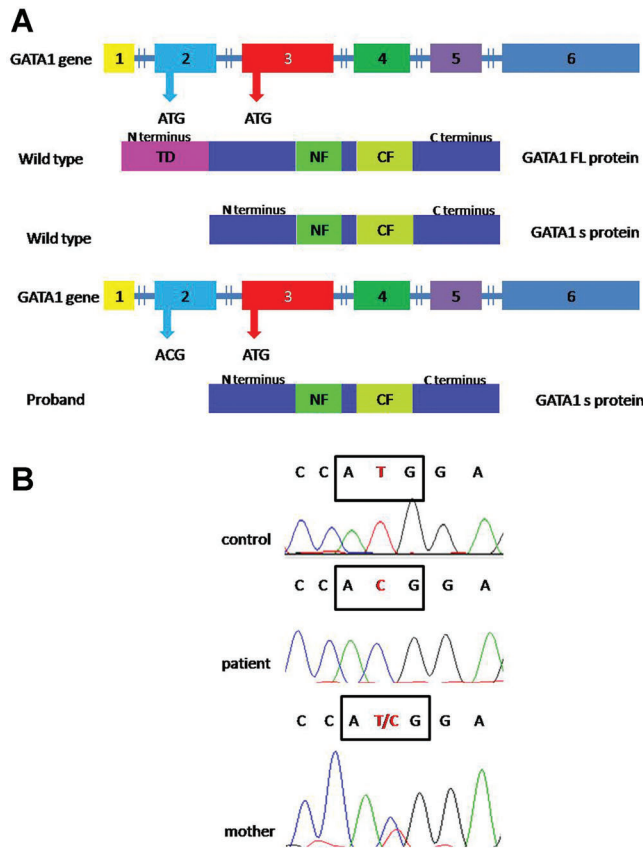 A
GATA1 gene 1 2 3 4 5 6
ATG ATG
N terminus C terminus
Wild type TD NF CF GATA1 FL protein
N terminus C terminus
Wild type NF CF GATA1 s protein
GATA1 gene 1 2 3 4 5 6
ACG ATG
N terminus C terminus
Proband NF CF GATA1 s protein
B
C C A T G G A
control
C C A C G G A
patient
C C A T/C G G A
mother